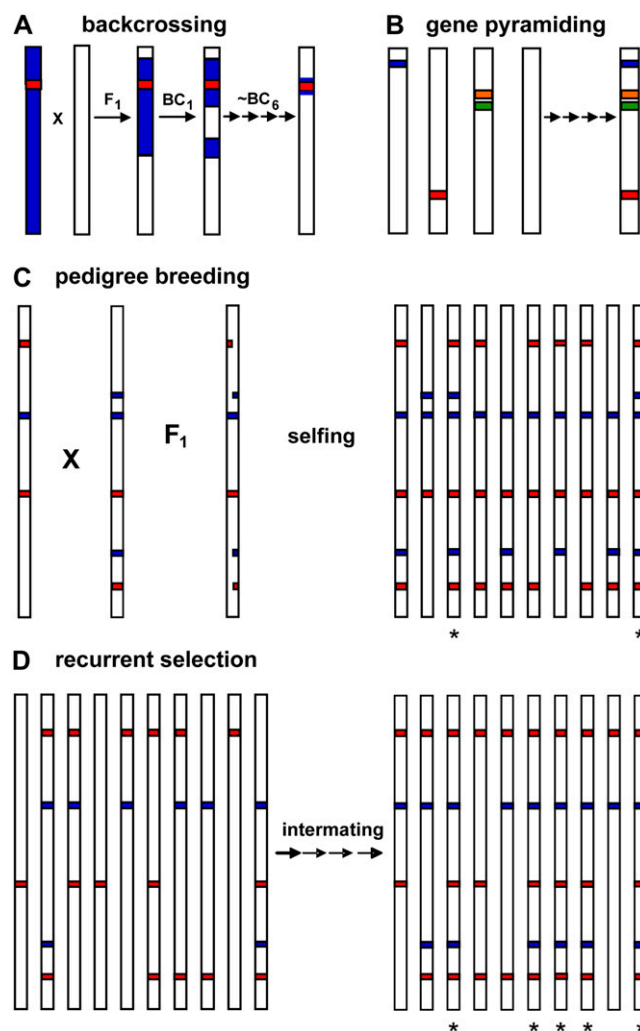 A backcrossing
B gene pyramiding
X F₁ BC₁ ~BC₆
C pedigree breeding
X F₁ selfing
* *
D recurrent selection
intermating
* * * * *